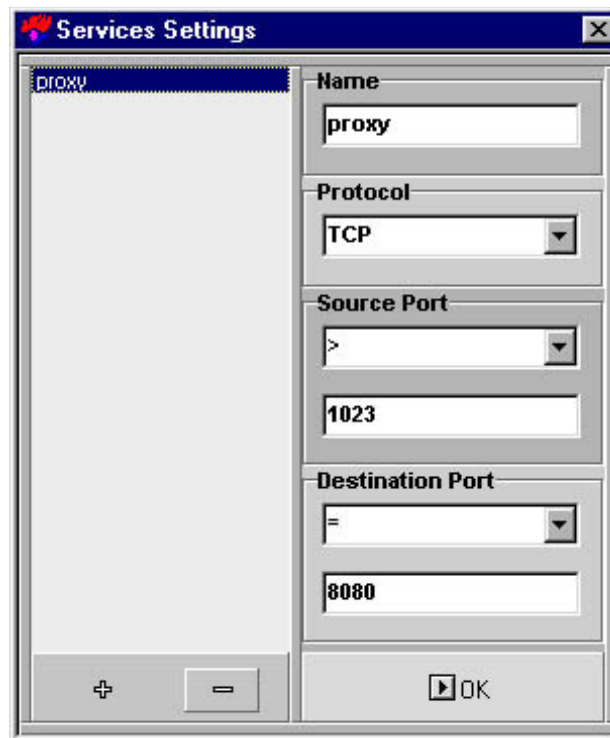 Services Settings
proxy
Name
proxy
Protocol
TCP
Source Port
>
1023
Destination Port
=
8080
OK